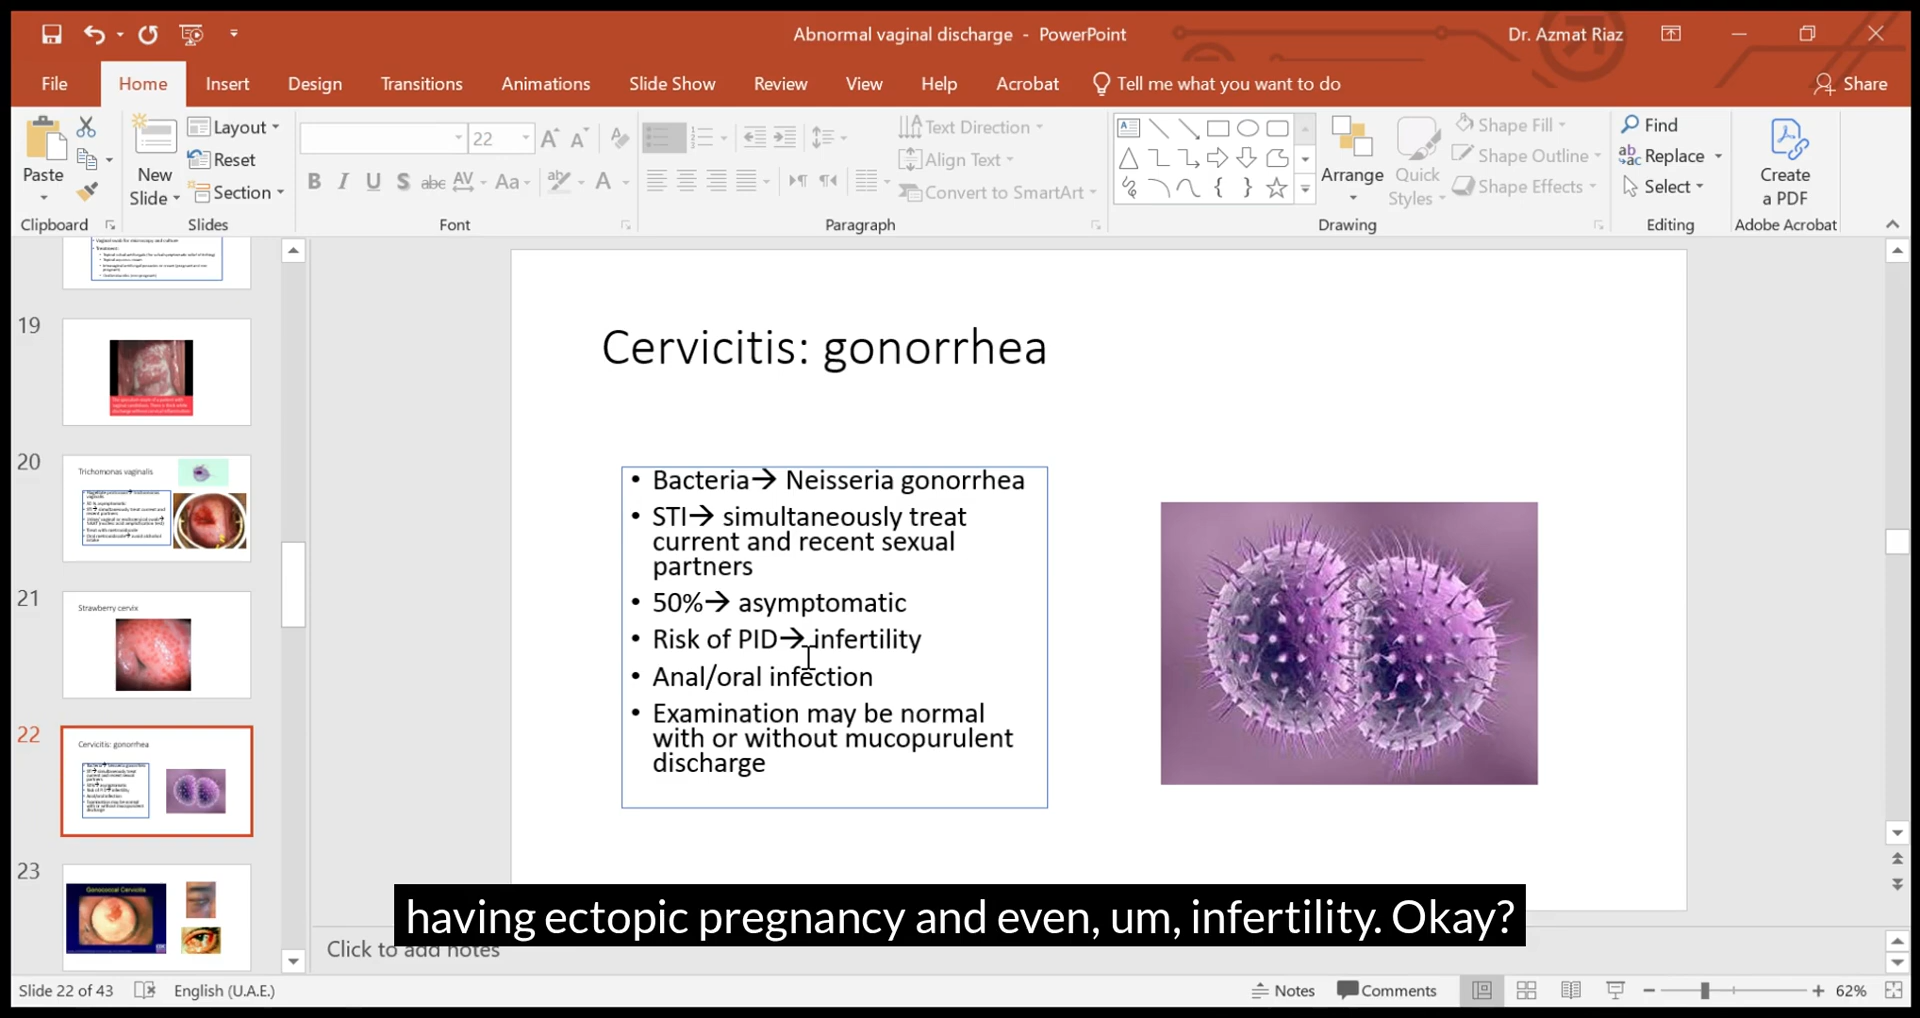 Abnormal vaginal discharge - PowerPoint
Dr. Azmat Riaz
File Home Insert Design Transitions Animations Slide Show Review View Help Acrobat Tell me what you want to do Share
Paste
Clipboard
New Slide
Layout
Reset
Section
Slides
22
B I U S abc AV Aa A
Font
Text Direction
Align Text
Convert to SmartArt
Paragraph
Arrange
Quick Styles
Drawing
Shape Fill
Shape Outline
Shape Effects
Find
Replace
Select
Editing
Create a PDF
Adobe Acrobat
19
20
Trichomonas vaginalis
21
Strawberry cervix
22
Cervicitis: gonorrhea
23
Gonococcal Cervicitis
Cervicitis: gonorrhea
• Bacteria→ Neisseria gonorrhea
• STI→ simultaneously treat
current and recent sexual
partners
• 50%→ asymptomatic
• Risk of PID→ infertility
• Anal/oral infection
• Examination may be normal
with or without mucopurulent
discharge
having ectopic pregnancy and even, um, infertility. Okay?
Click to add notes
Slide 22 of 43 English (U.A.E.) Notes Comments 62%